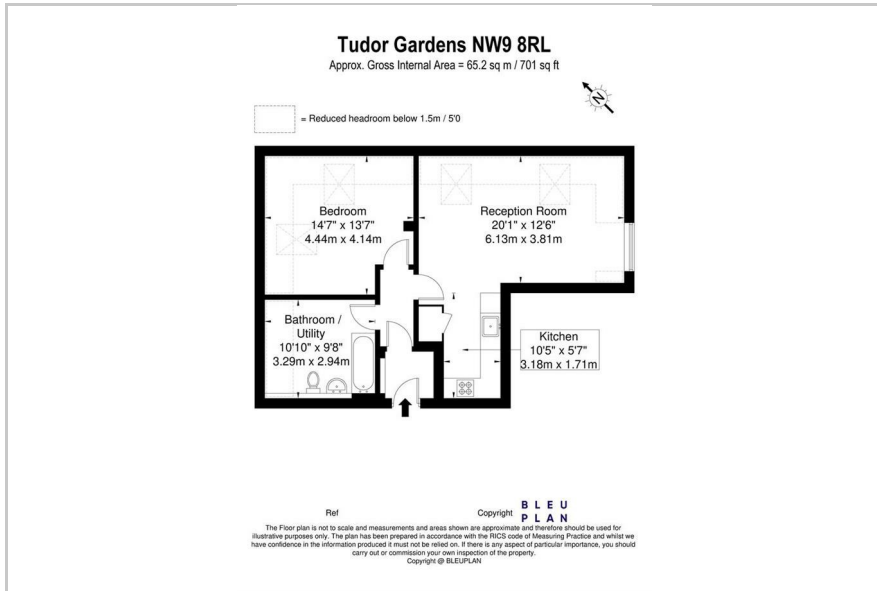 Tudor Gardens NW9 8RL
Approx. Gross Internal Area = 65.2 sq m / 701 sq ft
N
= Reduced headroom below 1.5m / 5'0
Bedroom
14'7" x 13'7"
4.44m x 4.14m
Reception Room
20'1" x 12'6"
6.13m x 3.81m
Bathroom /
Utility
10'10" x 9'8"
3.29m x 2.94m
Kitchen
10'5" x 5'7"
3.18m x 1.71m
Ref
Copyright
BLEU
PLAN
The Floor plan is not to scale and measurements and areas shown are approximate and therefore should be used for
illustrative purposes only. The plan has been prepared in accordance with the RICS code of Measuring Practice and whilst we
have confidence in the information produced it must not be relied on. If there is any aspect of particular importance, you should
carry out or commission your own inspection of the property.
Copyright @ BLEUPLAN